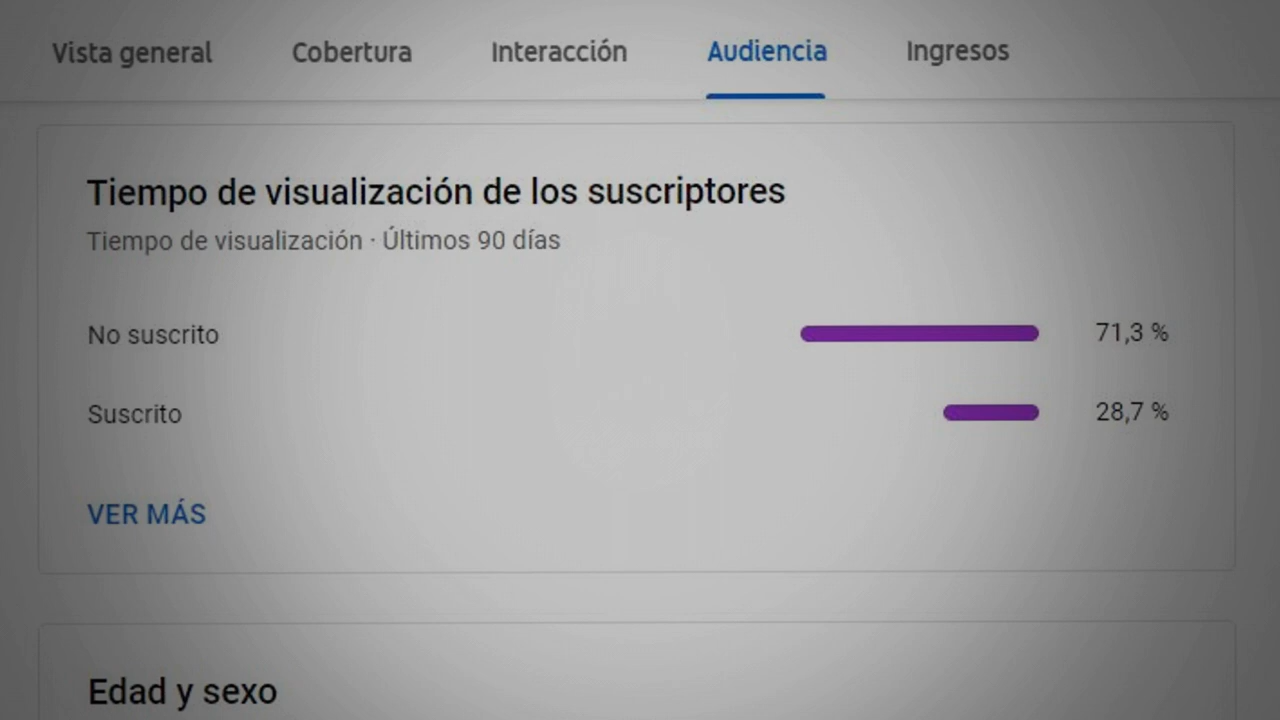 Vista general Cobertura Interacción Audiencia Ingresos
Tiempo de visualización de los suscriptores
Tiempo de visualización · Últimos 90 días
No suscrito 71,3 %
Suscrito 28,7 %
VER MÁS
Edad y sexo